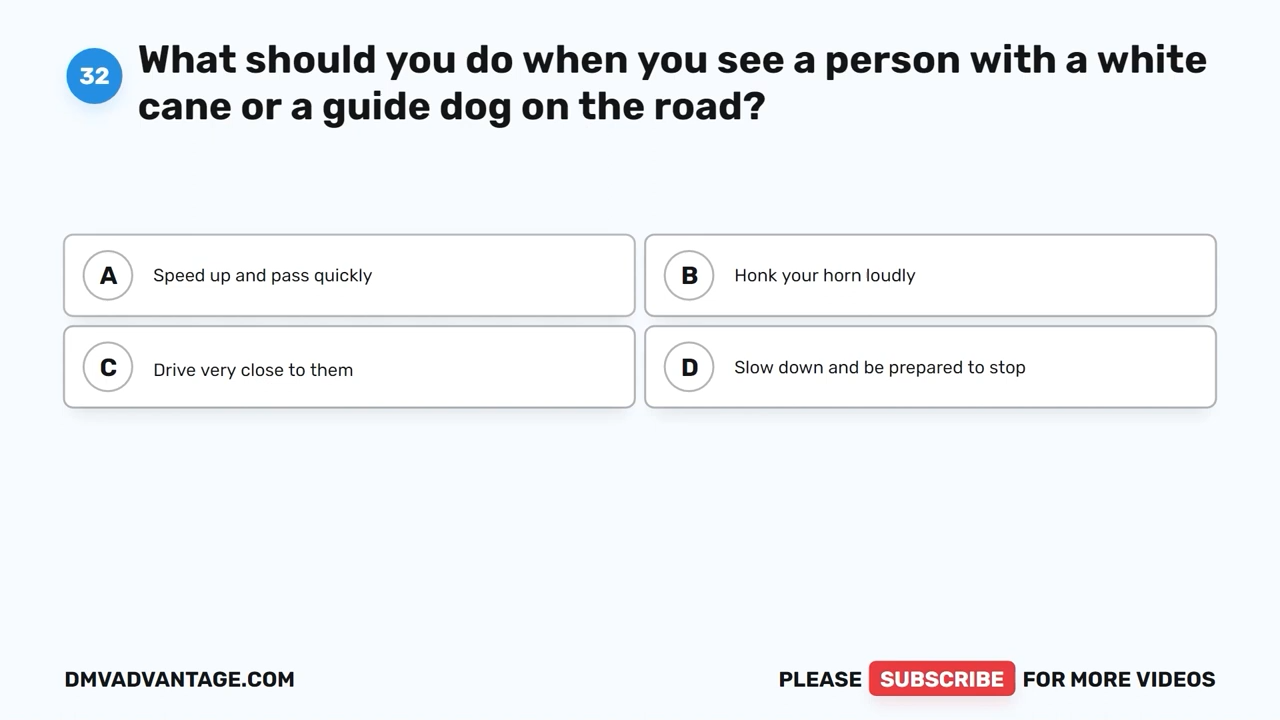 32
What should you do when you see a person with a white
cane or a guide dog on the road?
A Speed up and pass quickly
B Honk your horn loudly
C Drive very close to them
D Slow down and be prepared to stop
DMVADVANTAGE.COM
PLEASE SUBSCRIBE FOR MORE VIDEOS